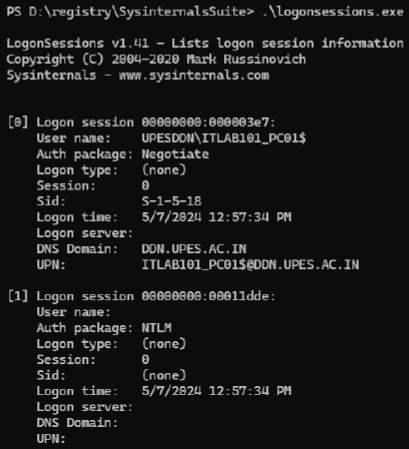 PS D:\registry\SysinternalsSuite> .\logonsessions.exe
LogonSessions v1.41 - Lists logon session information
Copyright (C) 2004-2020 Mark Russinovich
Sysinternals - www.sysinternals.com
[0] Logon session 00000000:000003e7:
User name: UPESDDN\ITLAB101_PC01$
Auth package: Negotiate
Logon type: (none)
Session: 0
Sid: S-1-5-18
Logon time: 5/7/2024 12:57:34 PM
Logon server:
DNS Domain: DDN.UPES.AC.IN
UPN: ITLAB101_PC01$@DDN.UPES.AC.IN
[1] Logon session 00000000:00011dde:
User name:
Auth package: NTLM
Logon type: (none)
Session: 0
Sid: (none)
Logon time: 5/7/2024 12:57:34 PM
Logon server:
DNS Domain:
UPN: